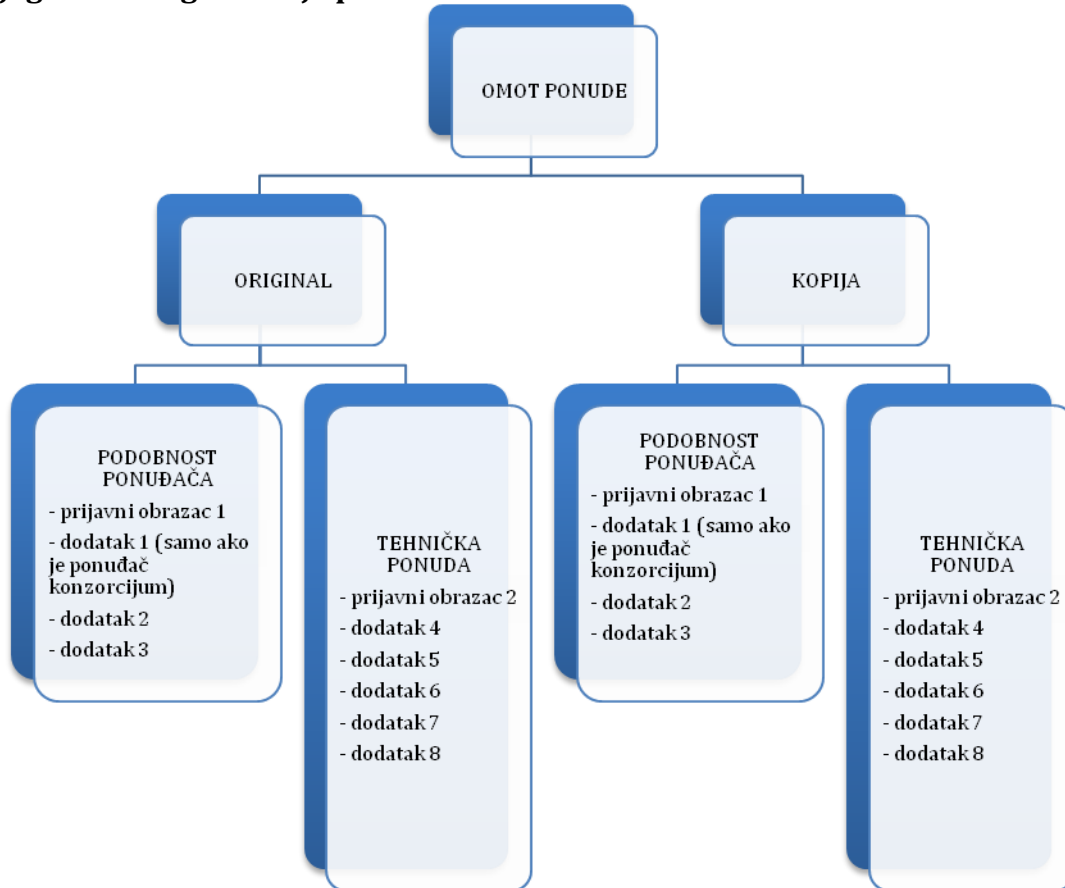 OMOT PONUDE
ORIGINAL
KOPIJA
PODOBNOST
PONUĐAČA
- prijavni obrazac 1
- dodatak 1 (samo ako
je ponuđač
konzorcijum)
- dodatak 2
- dodatak 3
TEHNIČKA
PONUDA
- prijavni obrazac 2
- dodatak 4
- dodatak 5
- dodatak 6
- dodatak 7
- dodatak 8
PODOBNOST
PONUĐAČA
- prijavni obrazac 1
- dodatak 1 (samo ako
je ponuđač
konzorcijum)
- dodatak 2
- dodatak 3
TEHNIČKA
PONUDA
- prijavni obrazac 2
- dodatak 4
- dodatak 5
- dodatak 6
- dodatak 7
- dodatak 8